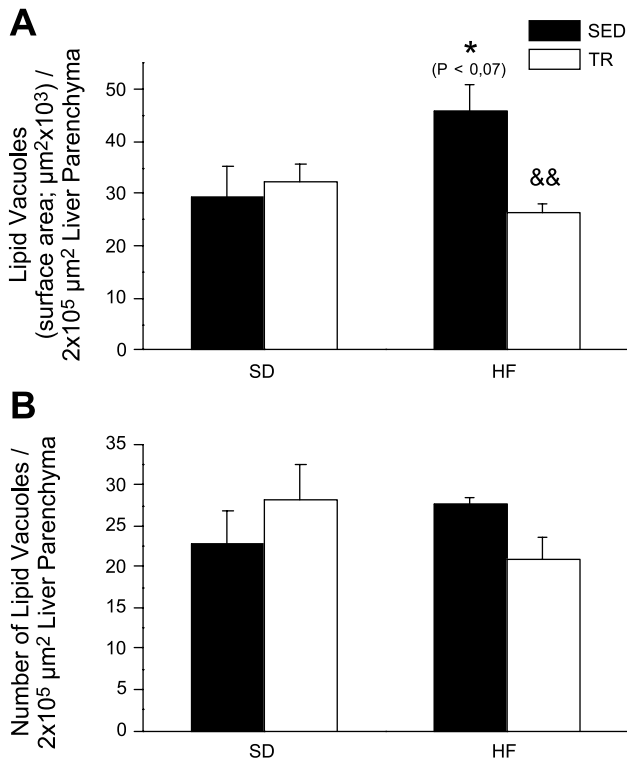 A
SED
TR
*
(P < 0,07)
&&
Lipid Vacuoles
(surface area; µm²x10³) /
2x10⁵ µm² Liver Parenchyma
50
40
30
20
10
0
SD HF
B
Number of Lipid Vacuoles /
2x10⁵ µm² Liver Parenchyma
35
30
25
20
15
10
5
0
SD HF